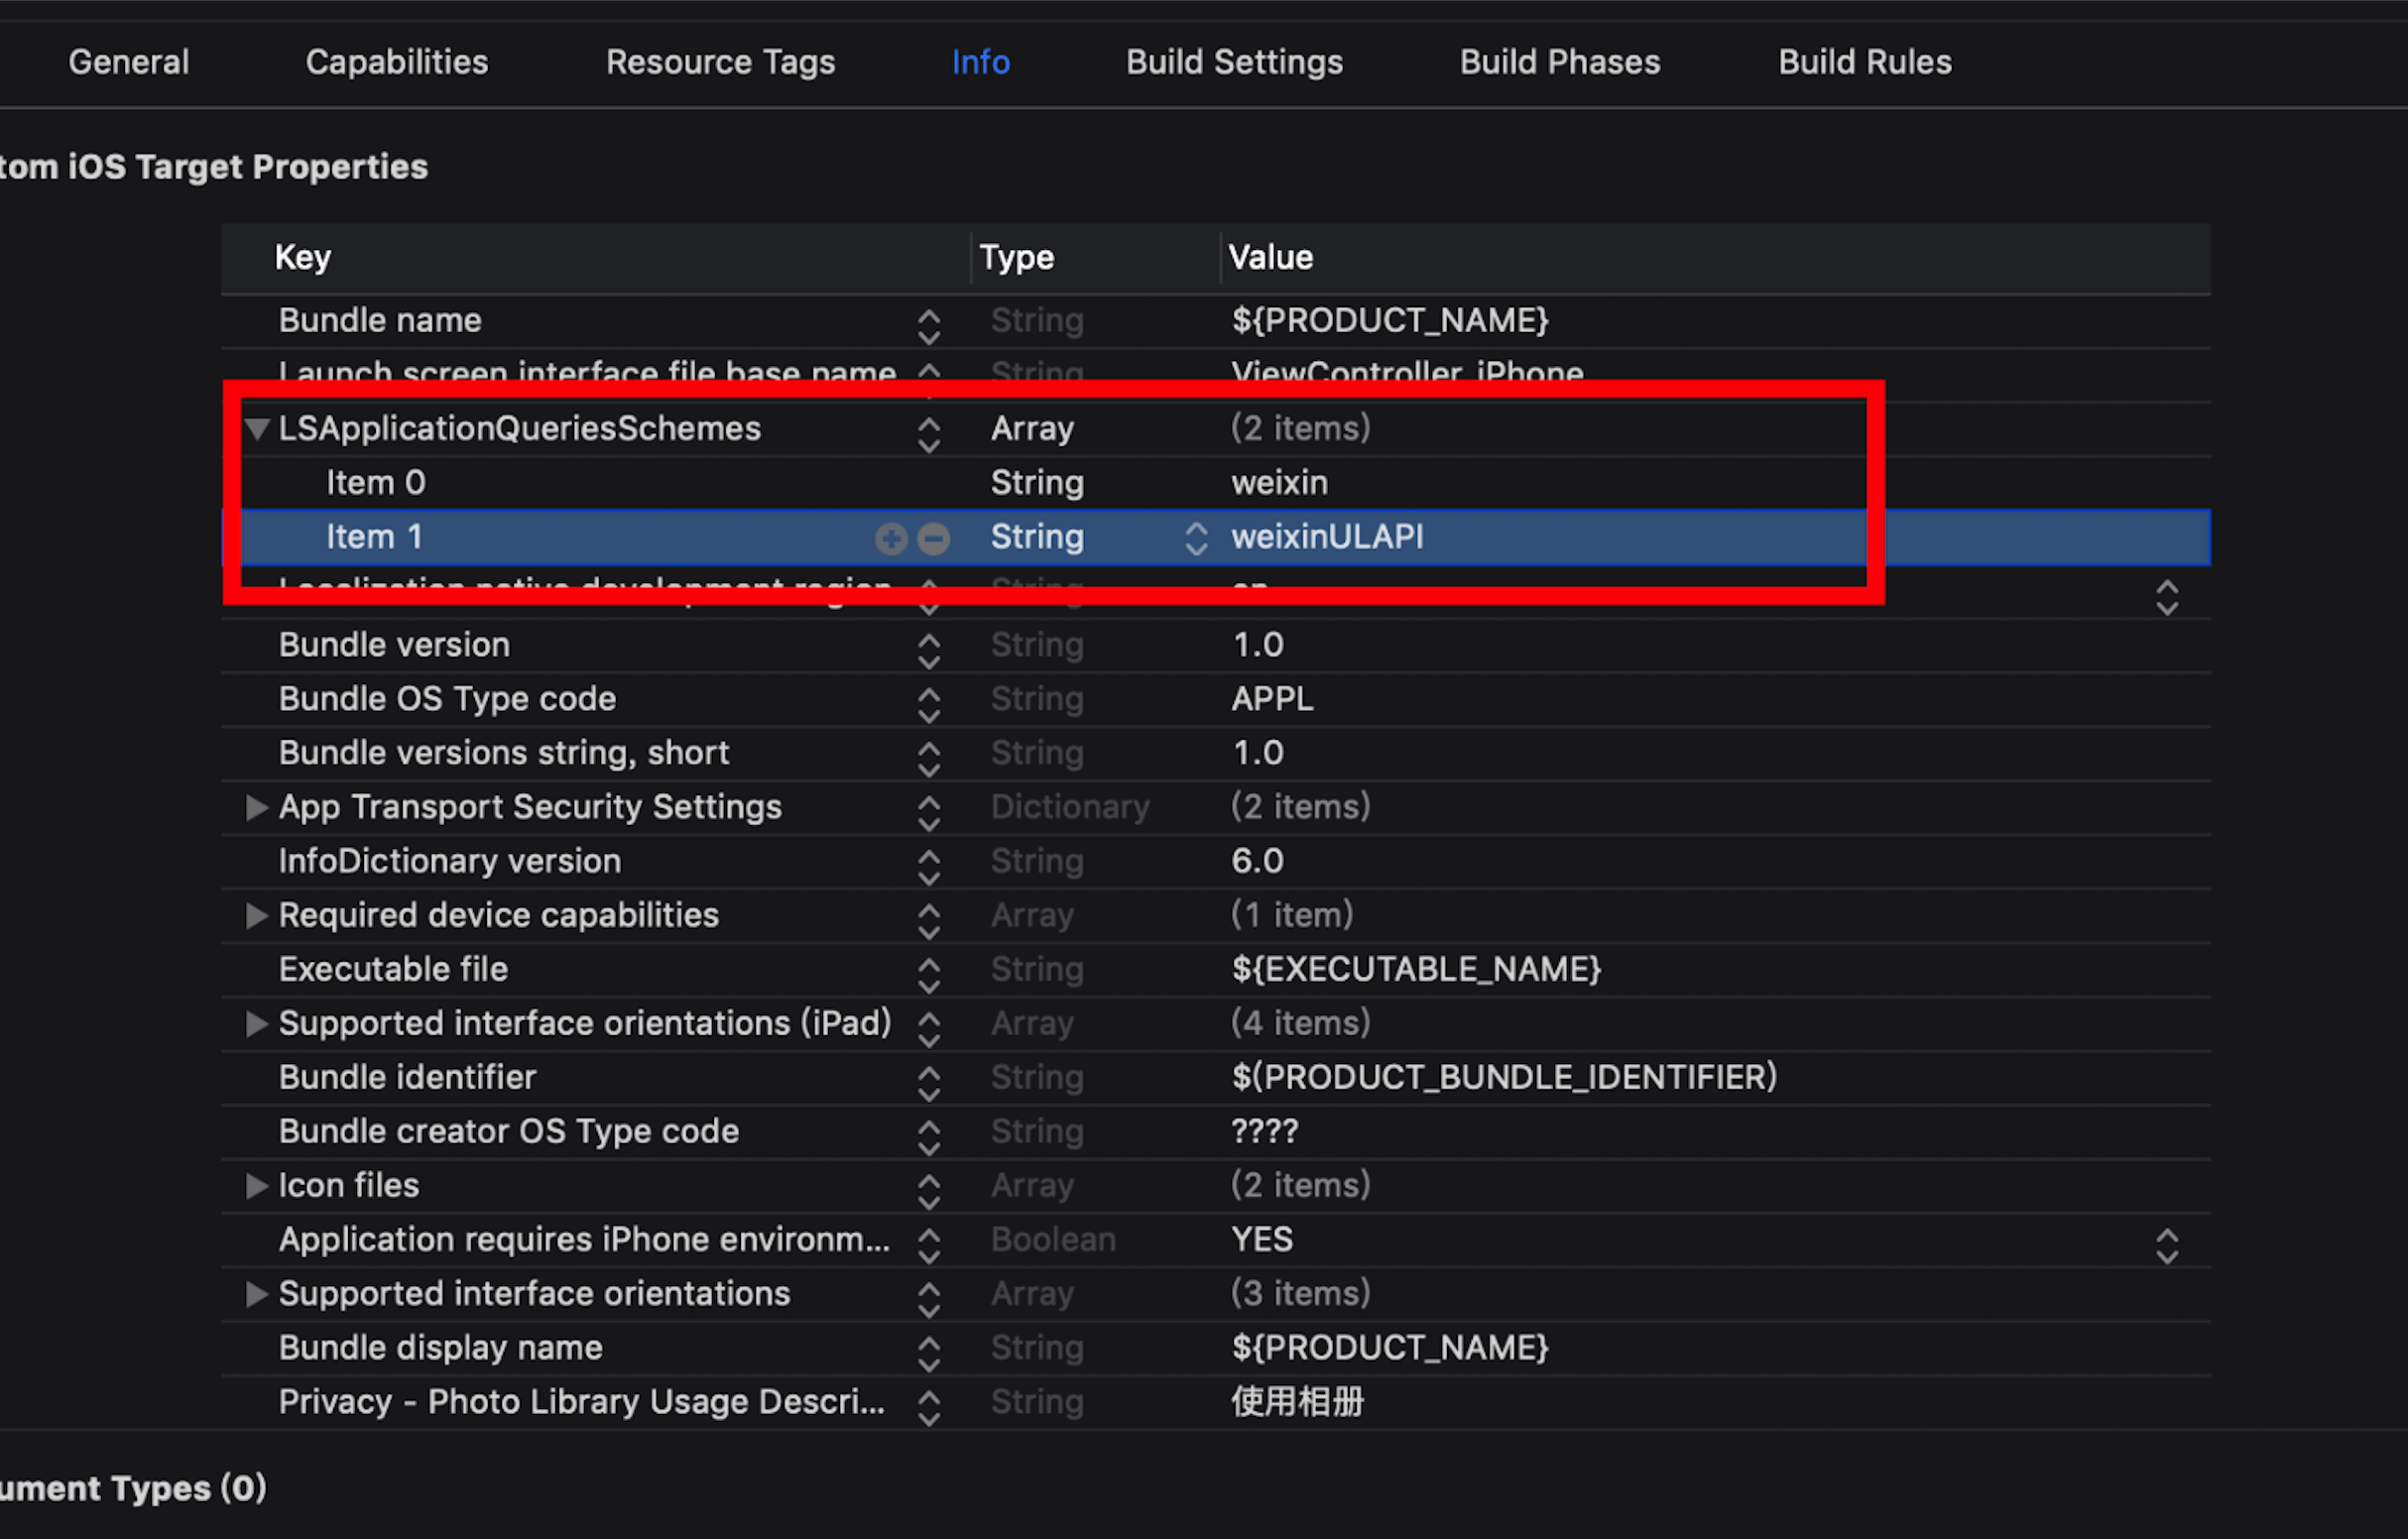 General Capabilities Resource Tags Info Build Settings Build Phases Build Rules
tom iOS Target Properties
Key Type Value
Bundle name String ${PRODUCT_NAME}
Launch screen interface file base name String ViewController_iPhone
LSApplicationQueriesSchemes Array (2 items)
Item 0 String weixin
Item 1 String weixinULAPI
Localization native development region String en
Bundle version String 1.0
Bundle OS Type code String APPL
Bundle versions string, short String 1.0
App Transport Security Settings Dictionary (2 items)
InfoDictionary version String 6.0
Required device capabilities Array (1 item)
Executable file String ${EXECUTABLE_NAME}
Supported interface orientations (iPad) Array (4 items)
Bundle identifier String $(PRODUCT_BUNDLE_IDENTIFIER)
Bundle creator OS Type code String ????
Icon files Array (2 items)
Application requires iPhone environm... Boolean YES
Supported interface orientations Array (3 items)
Bundle display name String ${PRODUCT_NAME}
Privacy - Photo Library Usage Descri... String 使用相册
ument Types (0)